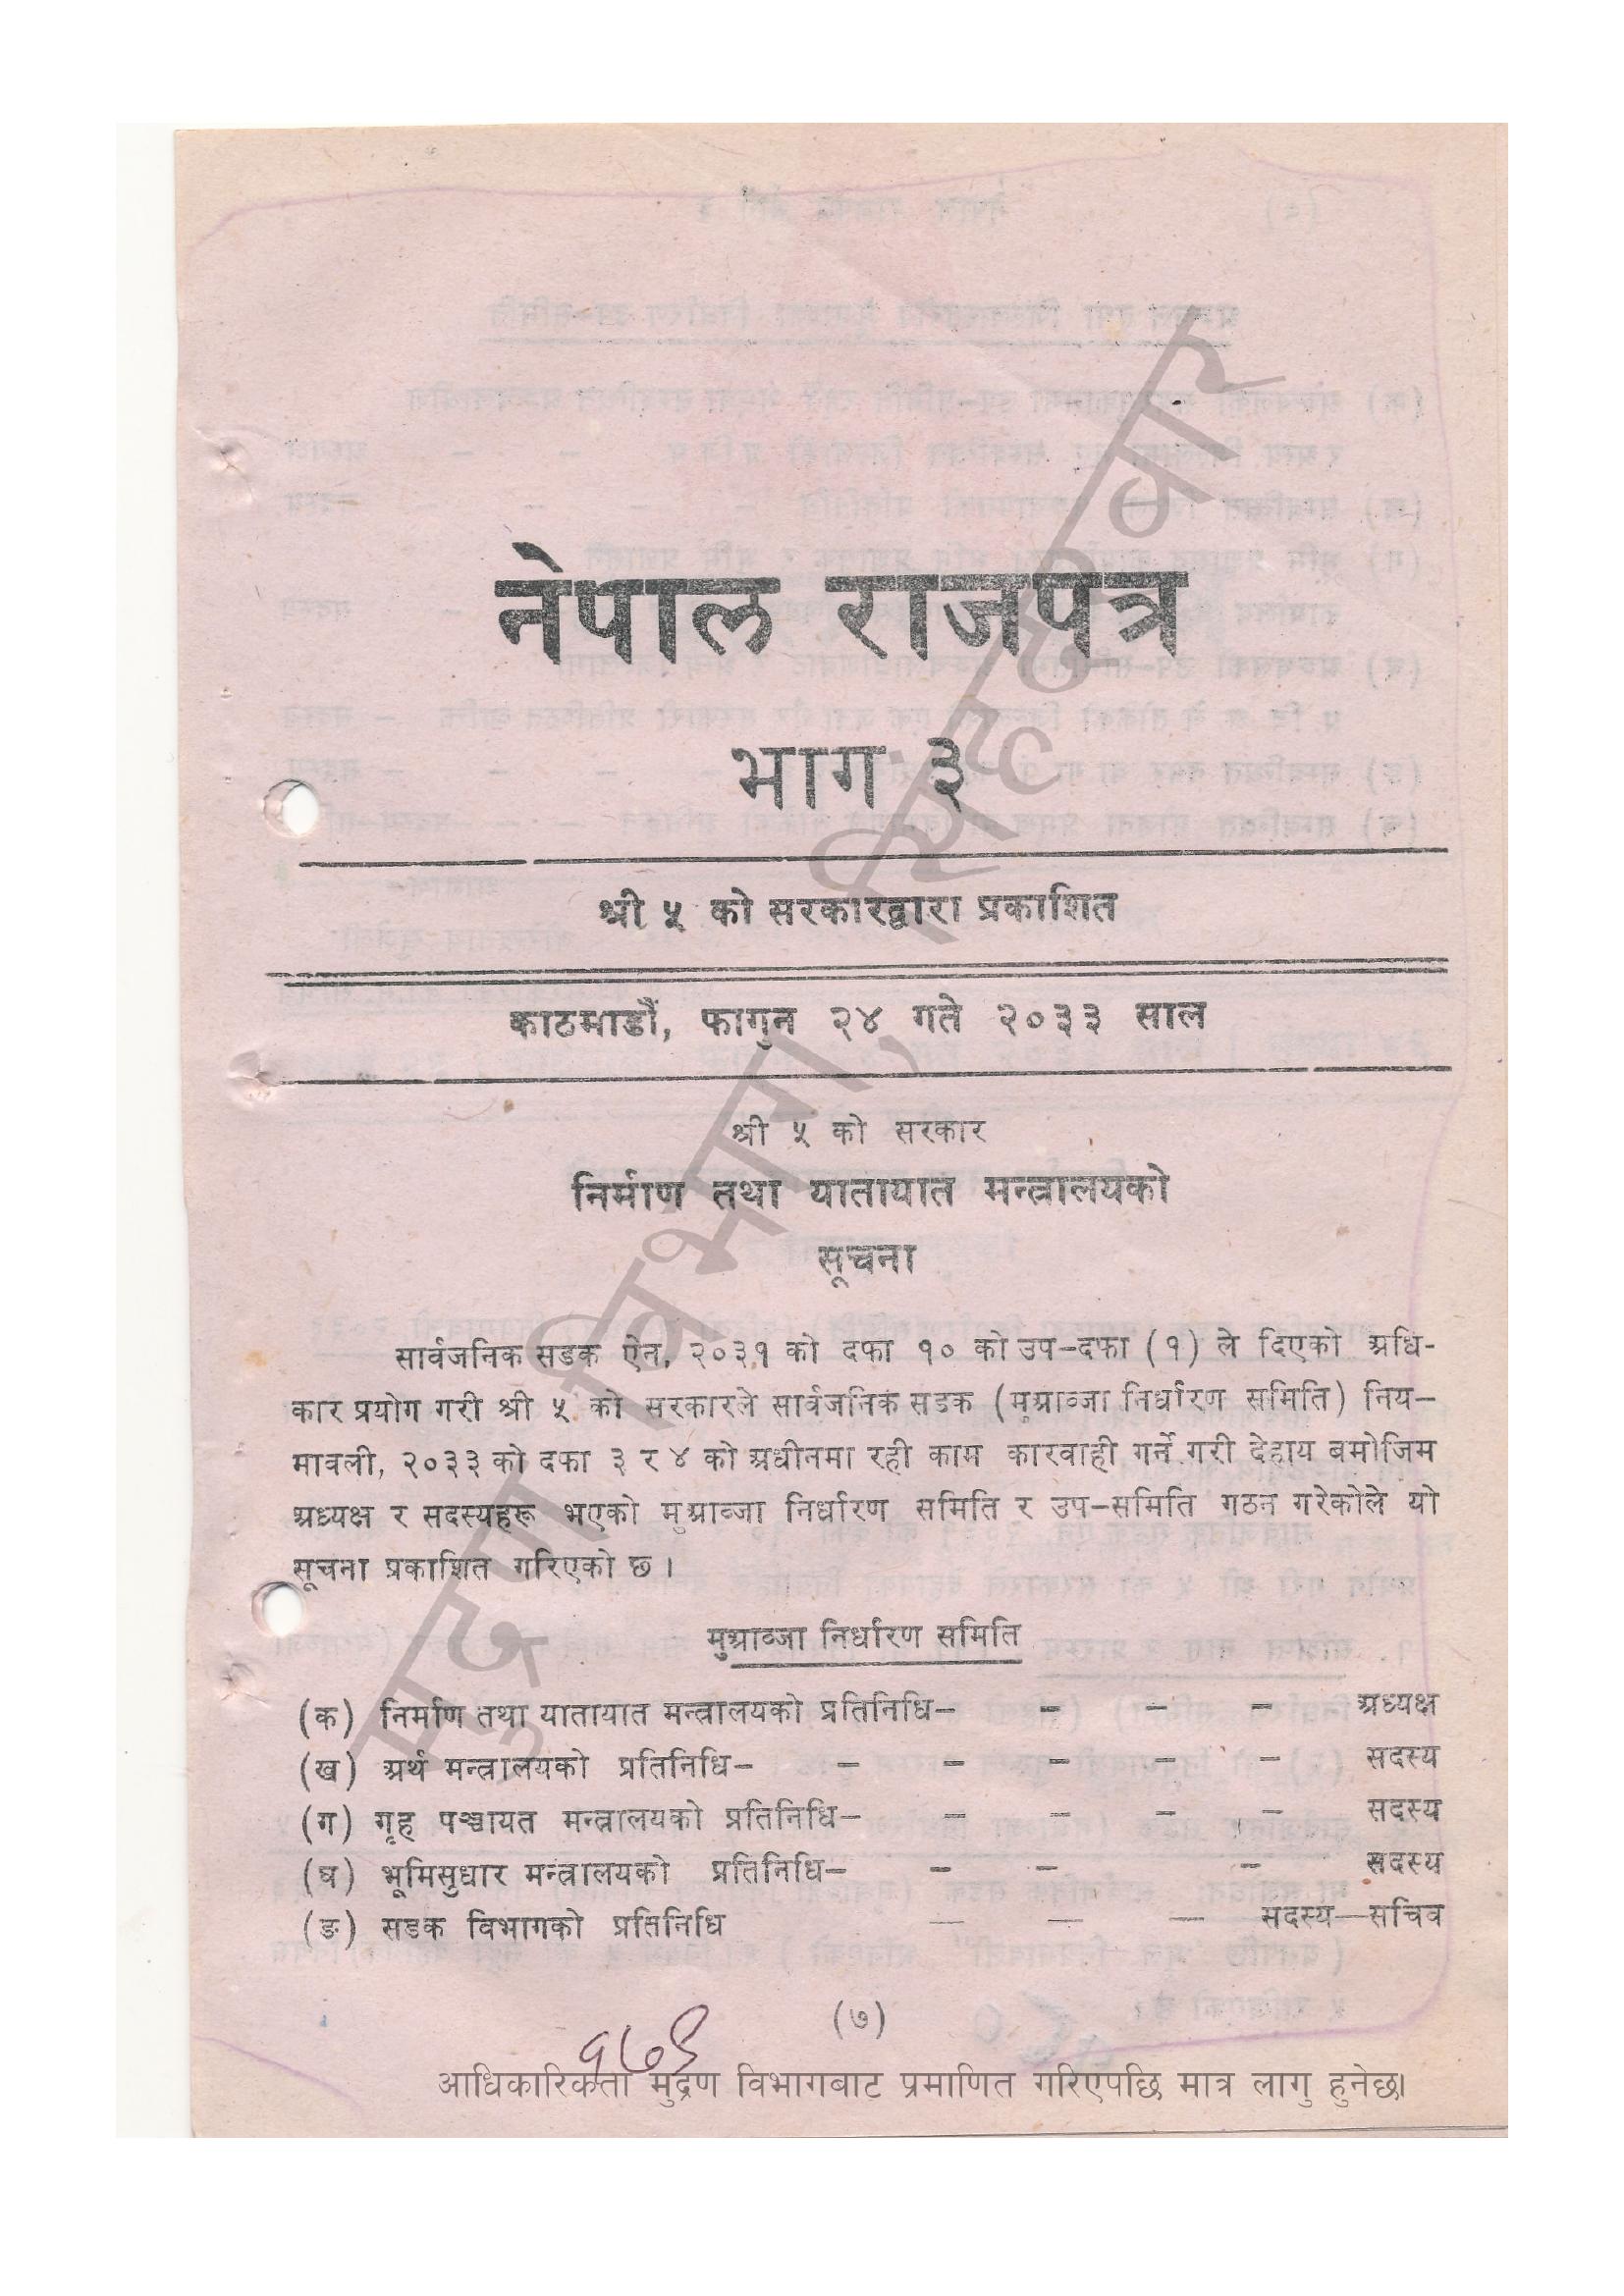 नेपाल राजपत्र
भाग ३
श्री ५ को सरकारद्वारा प्रकाशित
काठमाडौं, फागुन २४ गते २०३३ साल
श्री ५ को सरकार
निर्माण तथा यातायात मन्त्रालयको
सूचना
सार्वजनिक सडक ऐन, २०३१ को दफा १० को उप-दफा (१) ले दिएको अधि-
कार प्रयोग गरी श्री ५ को सरकारले सार्वजनिक सडक (मुआब्जा निर्धारण समिति) निय-
मावली, २०३३ को दफा ३ र ४ को अधीनमा रही काम कारवाही गर्ने गरी देहाय बमोजिम
अध्यक्ष र सदस्यहरू भएको मुआब्जा निर्धारण समिति र उप-समिति गठन गरेकोले यो
सूचना प्रकाशित गरिएको छ ।
मुआब्जा निर्धारण समिति
(क) निर्माण तथा यातायात मन्त्रालयको प्रतिनिधि- - - - अध्यक्ष
(ख) अर्थ मन्त्रालयको प्रतिनिधि- - - - - - सदस्य
(ग) गृह पञ्चायत मन्त्रालयको प्रतिनिधि- - - - - सदस्य
(घ) भूमिसुधार मन्त्रालयको प्रतिनिधि- - - - सदस्य
(ङ) सडक विभागको प्रतिनिधि — — — सदस्य—सचिव
(७)
१७९
आधिकारिकता मुद्रण विभागबाट प्रमाणित गरिएपछि मात्र लागु हुनेछ।
मुद्रण विभाग, सिंहदरवार